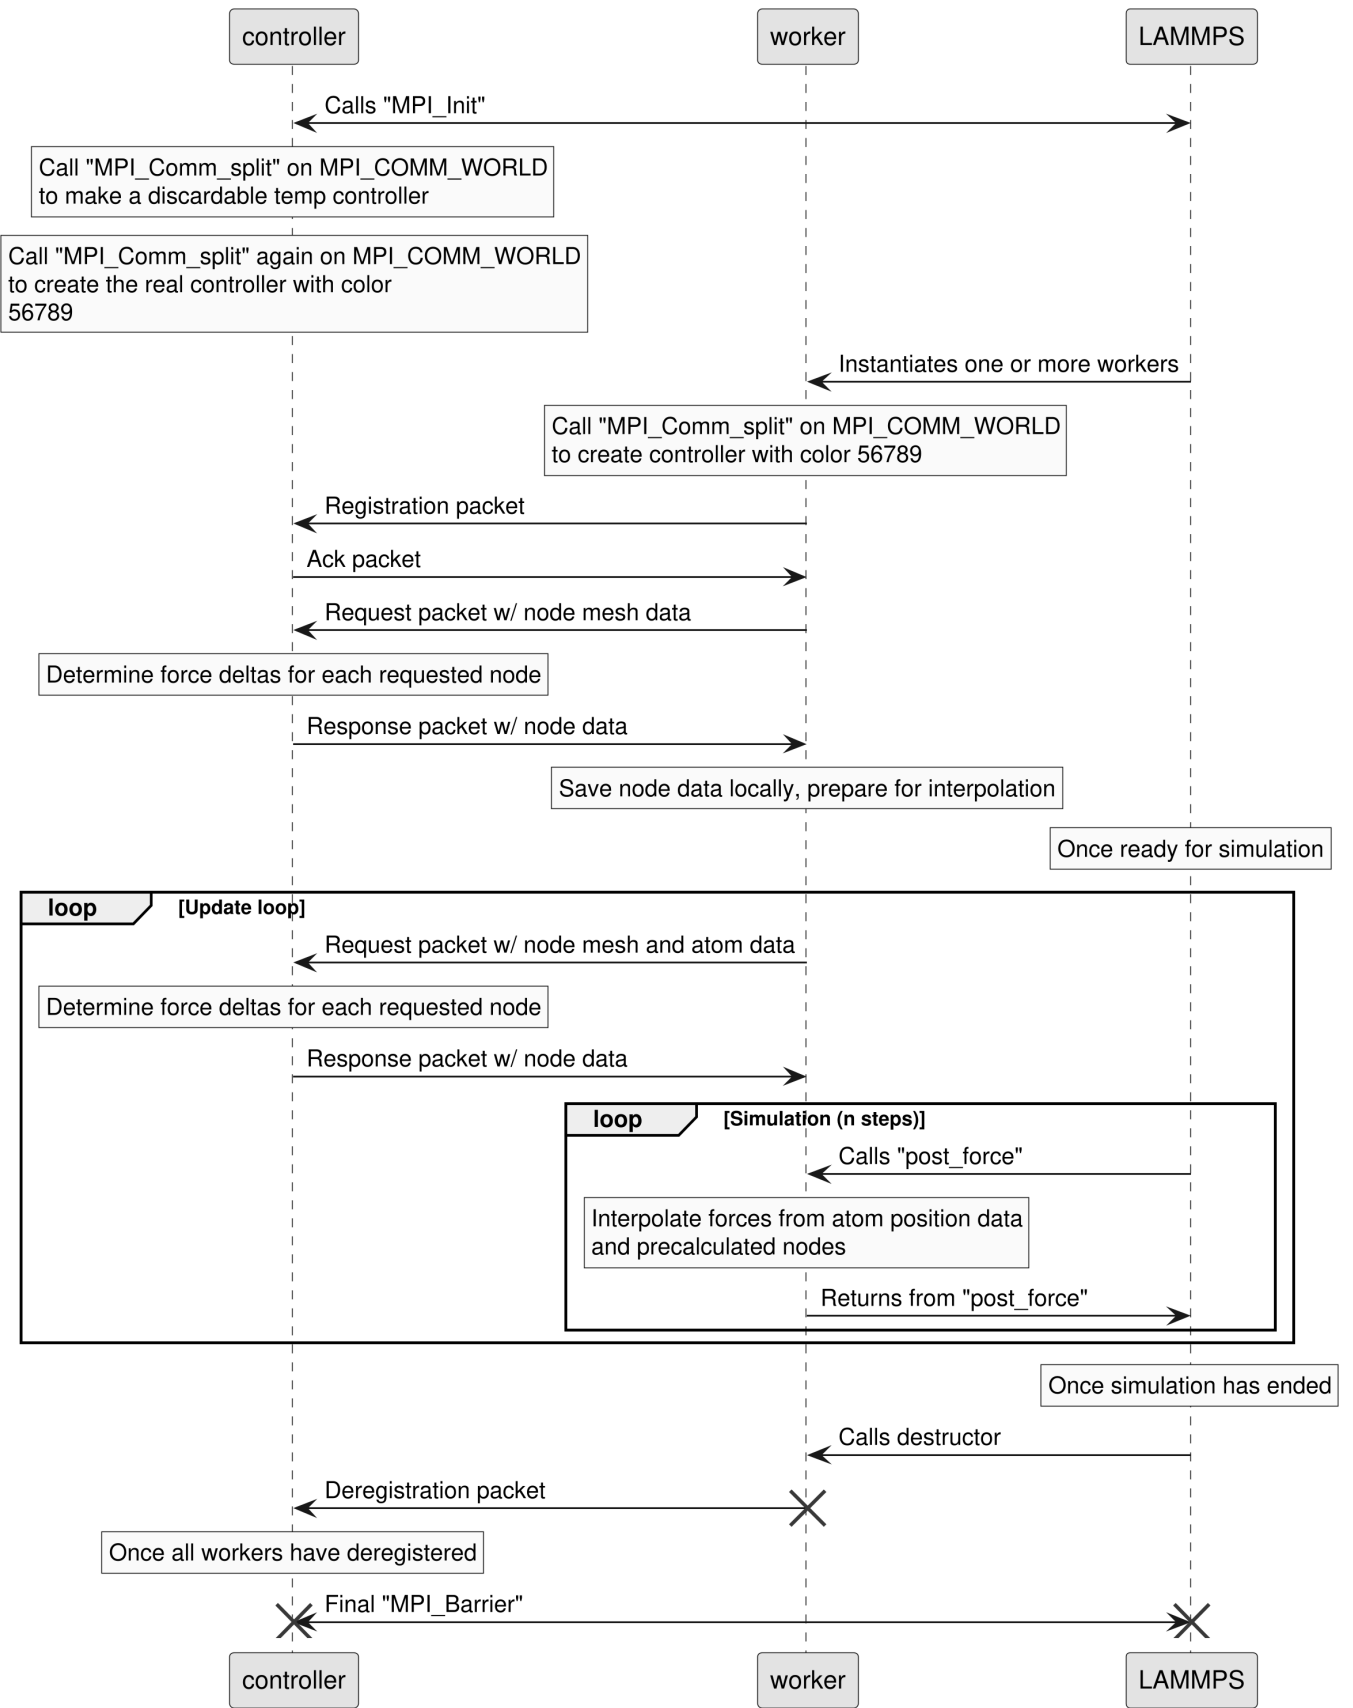 controller
worker
LAMMPS
Calls "MPI_Init"
Call "MPI_Comm_split" on MPI_COMM_WORLD
to make a discardable temp controller
Call "MPI_Comm_split" again on MPI_COMM_WORLD
to create the real controller with color
56789
Instantiates one or more workers
Call "MPI_Comm_split" on MPI_COMM_WORLD
to create controller with color 56789
Registration packet
Ack packet
Request packet w/ node mesh data
Determine force deltas for each requested node
Response packet w/ node data
Save node data locally, prepare for interpolation
Once ready for simulation
loop
[Update loop]
Request packet w/ node mesh and atom data
Determine force deltas for each requested node
Response packet w/ node data
loop
[Simulation (n steps)]
Calls "post_force"
Interpolate forces from atom position data
and precalculated nodes
Returns from "post_force"
Once simulation has ended
Calls destructor
Deregistration packet
Once all workers have deregistered
Final "MPI_Barrier"
controller
worker
LAMMPS